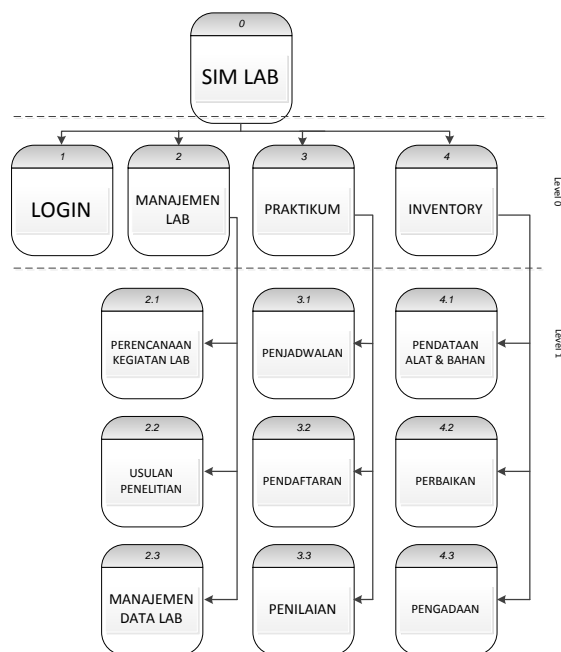 0
SIM LAB
1
LOGIN
2
MANAJEMEN
LAB
3
PRAKTIKUM
4
INVENTORY
Level 0
2.1
PERENCANAAN
KEGIATAN LAB
3.1
PENJADWALAN
4.1
PENDATAAN
ALAT & BAHAN
Level 1
2.2
USULAN
PENELITIAN
3.2
PENDAFTARAN
4.2
PERBAIKAN
2.3
MANAJEMEN
DATA LAB
3.3
PENILAIAN
4.3
PENGADAAN